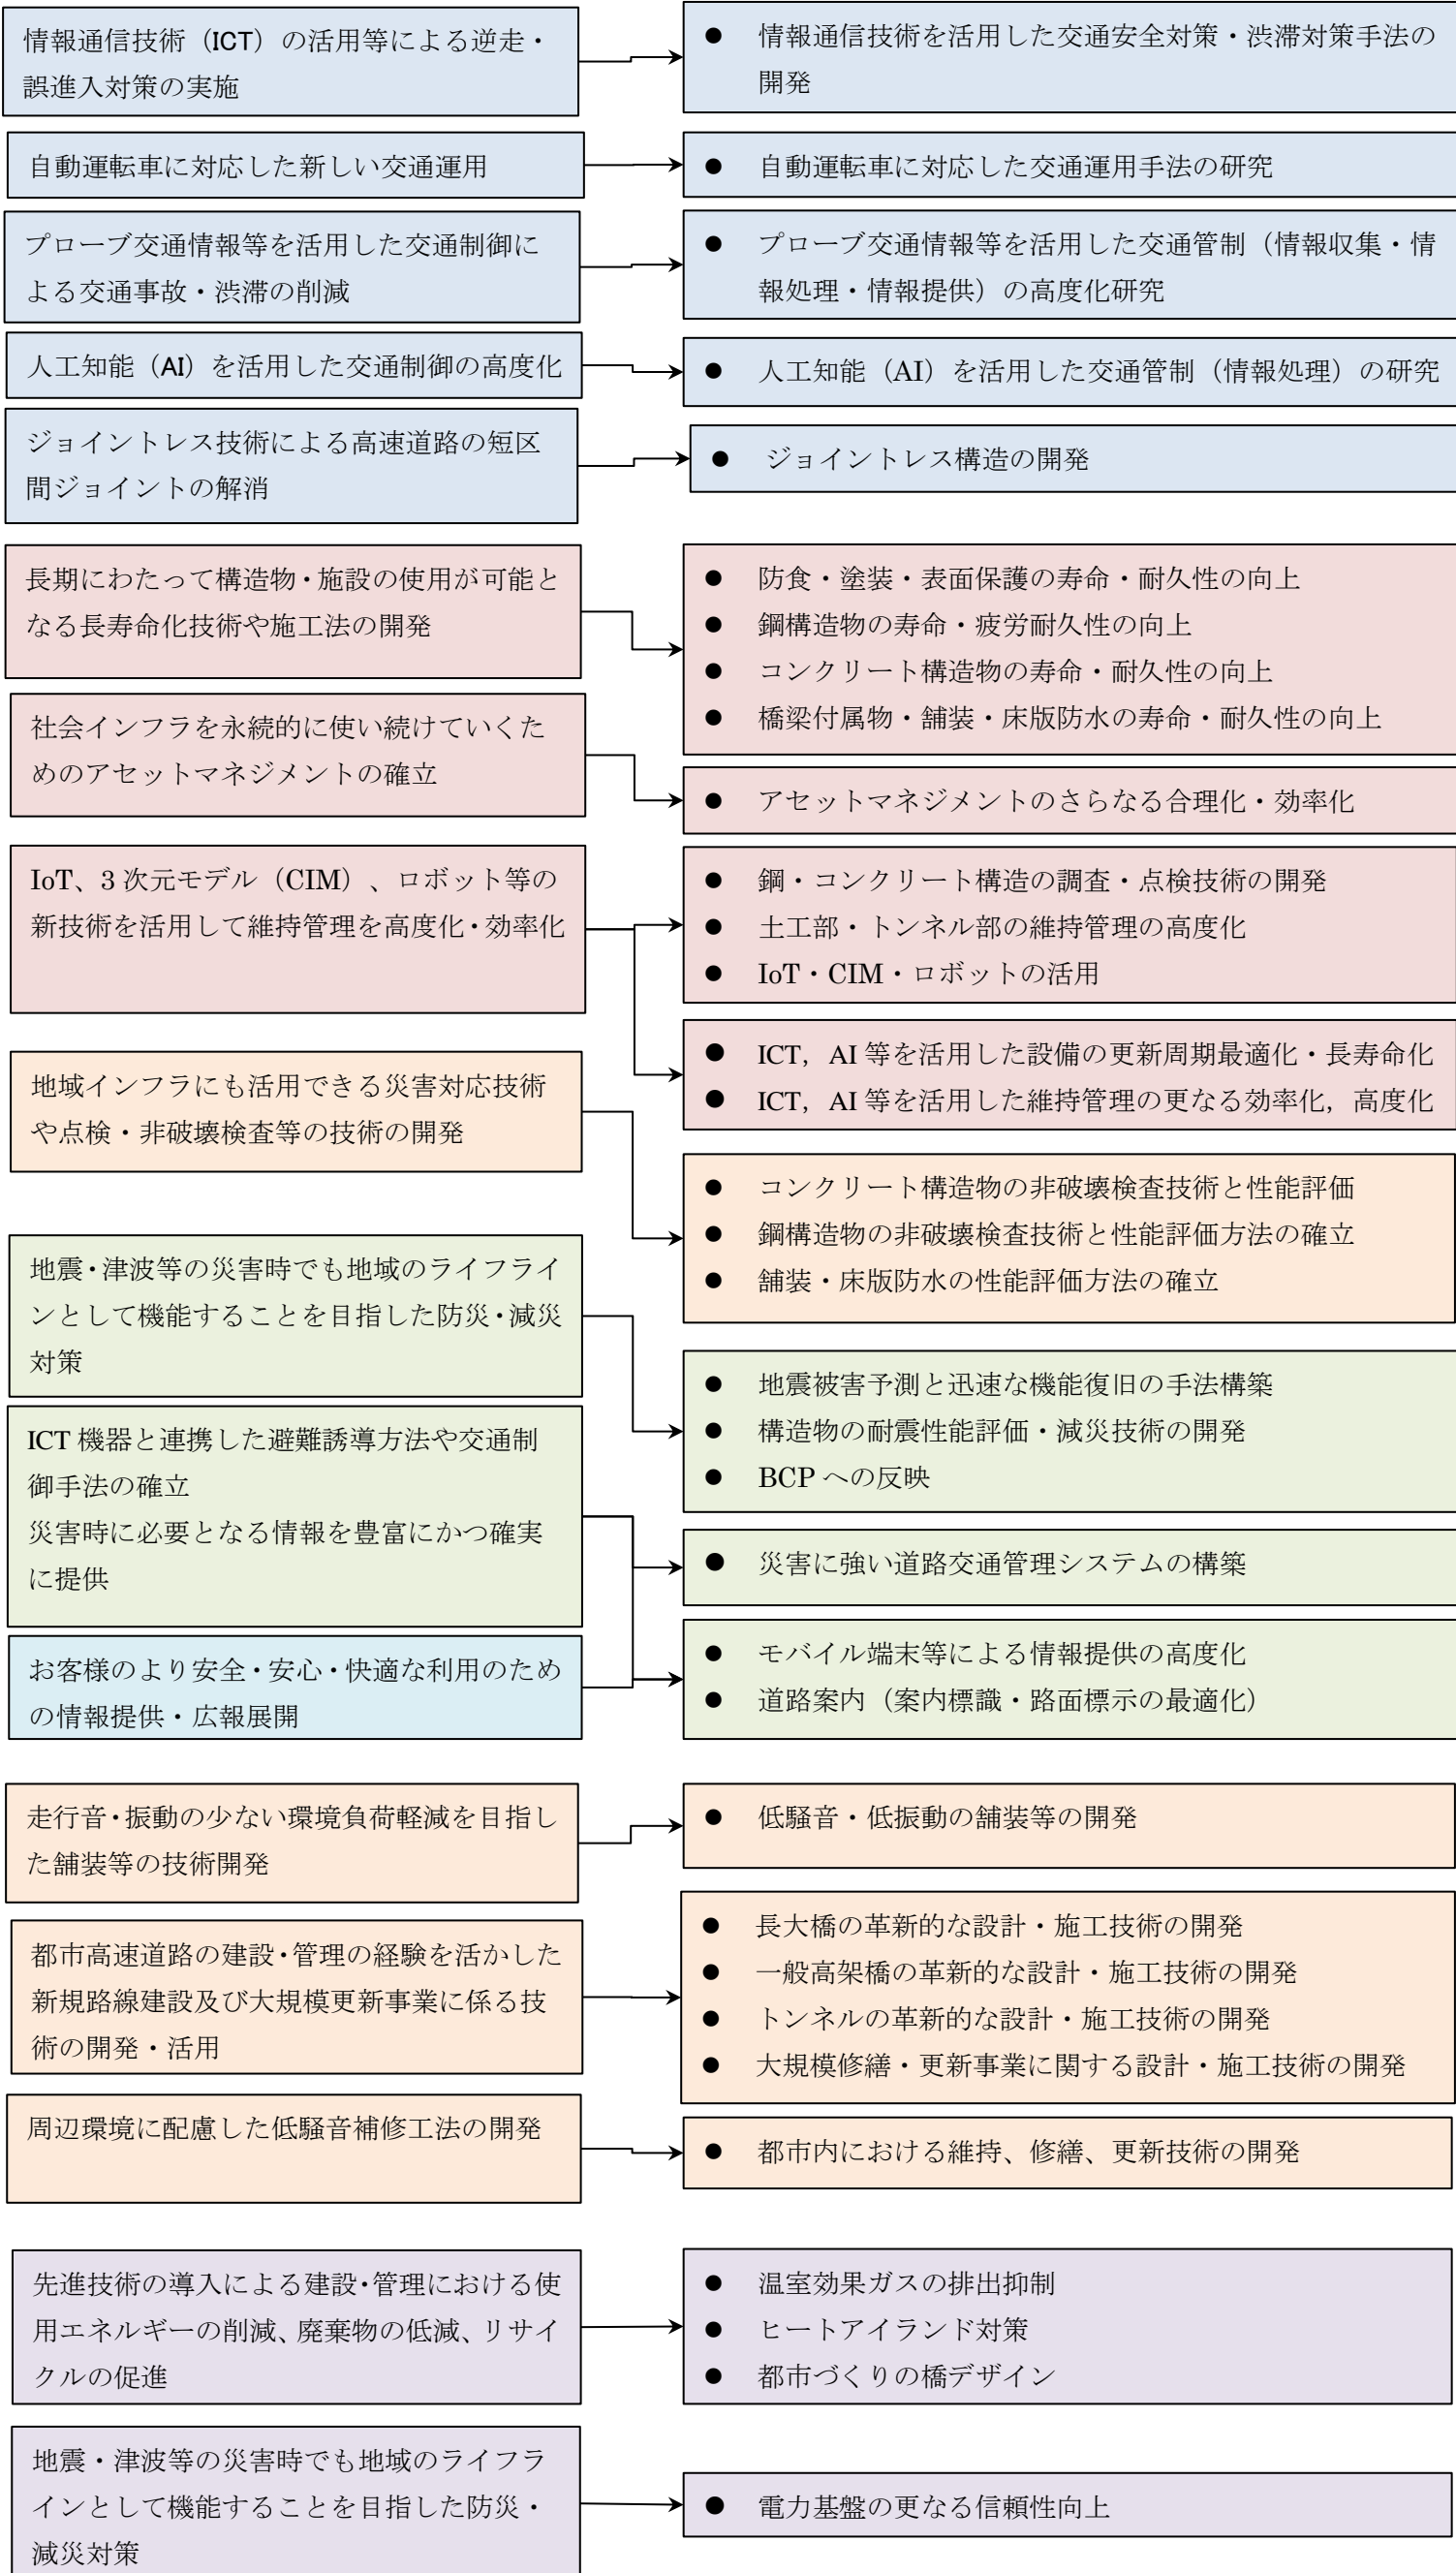 情報通信技術（ICT）の活用等による逆走・
誤進入対策の実施
● 情報通信技術を活用した交通安全対策・渋滞対策手法の
開発
自動運転車に対応した新しい交通運用
● 自動運転車に対応した交通運用手法の研究
プローブ交通情報等を活用した交通制御に
よる交通事故・渋滞の削減
● プローブ交通情報等を活用した交通管制（情報収集・情
報処理・情報提供）の高度化研究
人工知能（AI）を活用した交通制御の高度化
● 人工知能（AI）を活用した交通管制（情報処理）の研究
ジョイントレス技術による高速道路の短区
間ジョイントの解消
● ジョイントレス構造の開発
長期にわたって構造物・施設の使用が可能と
なる長寿命化技術や施工法の開発
● 防食・塗装・表面保護の寿命・耐久性の向上
● 鋼構造物の寿命・疲労耐久性の向上
● コンクリート構造物の寿命・耐久性の向上
● 橋梁付属物・舗装・床版防水の寿命・耐久性の向上
社会インフラを永続的に使い続けていくた
めのアセットマネジメントの確立
● アセットマネジメントのさらなる合理化・効率化
IoT、3次元モデル（CIM）、ロボット等の
新技術を活用して維持管理を高度化・効率化
● 鋼・コンクリート構造の調査・点検技術の開発
● 土工部・トンネル部の維持管理の高度化
● IoT・CIM・ロボットの活用
● ICT，AI等を活用した設備の更新周期最適化・長寿命化
● ICT，AI等を活用した維持管理の更なる効率化，高度化
地域インフラにも活用できる災害対応技術
や点検・非破壊検査等の技術の開発
● コンクリート構造物の非破壊検査技術と性能評価
● 鋼構造物の非破壊検査技術と性能評価方法の確立
● 舗装・床版防水の性能評価方法の確立
地震・津波等の災害時でも地域のライフライ
ンとして機能することを目指した防災・減災
対策
● 地震被害予測と迅速な機能復旧の手法構築
● 構造物の耐震性能評価・減災技術の開発
● BCPへの反映
ICT機器と連携した避難誘導方法や交通制
御手法の確立
災害時に必要となる情報を豊富にかつ確実
に提供
● 災害に強い道路交通管理システムの構築
お客様のより安全・安心・快適な利用のため
の情報提供・広報展開
● モバイル端末等による情報提供の高度化
● 道路案内（案内標識・路面標示の最適化）
走行音・振動の少ない環境負荷軽減を目指し
た舗装等の技術開発
● 低騒音・低振動の舗装等の開発
都市高速道路の建設・管理の経験を活かした
新規路線建設及び大規模更新事業に係る技
術の開発・活用
● 長大橋の革新的な設計・施工技術の開発
● 一般高架橋の革新的な設計・施工技術の開発
● トンネルの革新的な設計・施工技術の開発
● 大規模修繕・更新事業に関する設計・施工技術の開発
周辺環境に配慮した低騒音補修工法の開発
● 都市内における維持、修繕、更新技術の開発
先進技術の導入による建設・管理における使
用エネルギーの削減、廃棄物の低減、リサイ
クルの促進
● 温室効果ガスの排出抑制
● ヒートアイランド対策
● 都市づくりの橋デザイン
地震・津波等の災害時でも地域のライフラ
インとして機能することを目指した防災・
減災対策
● 電力基盤の更なる信頼性向上